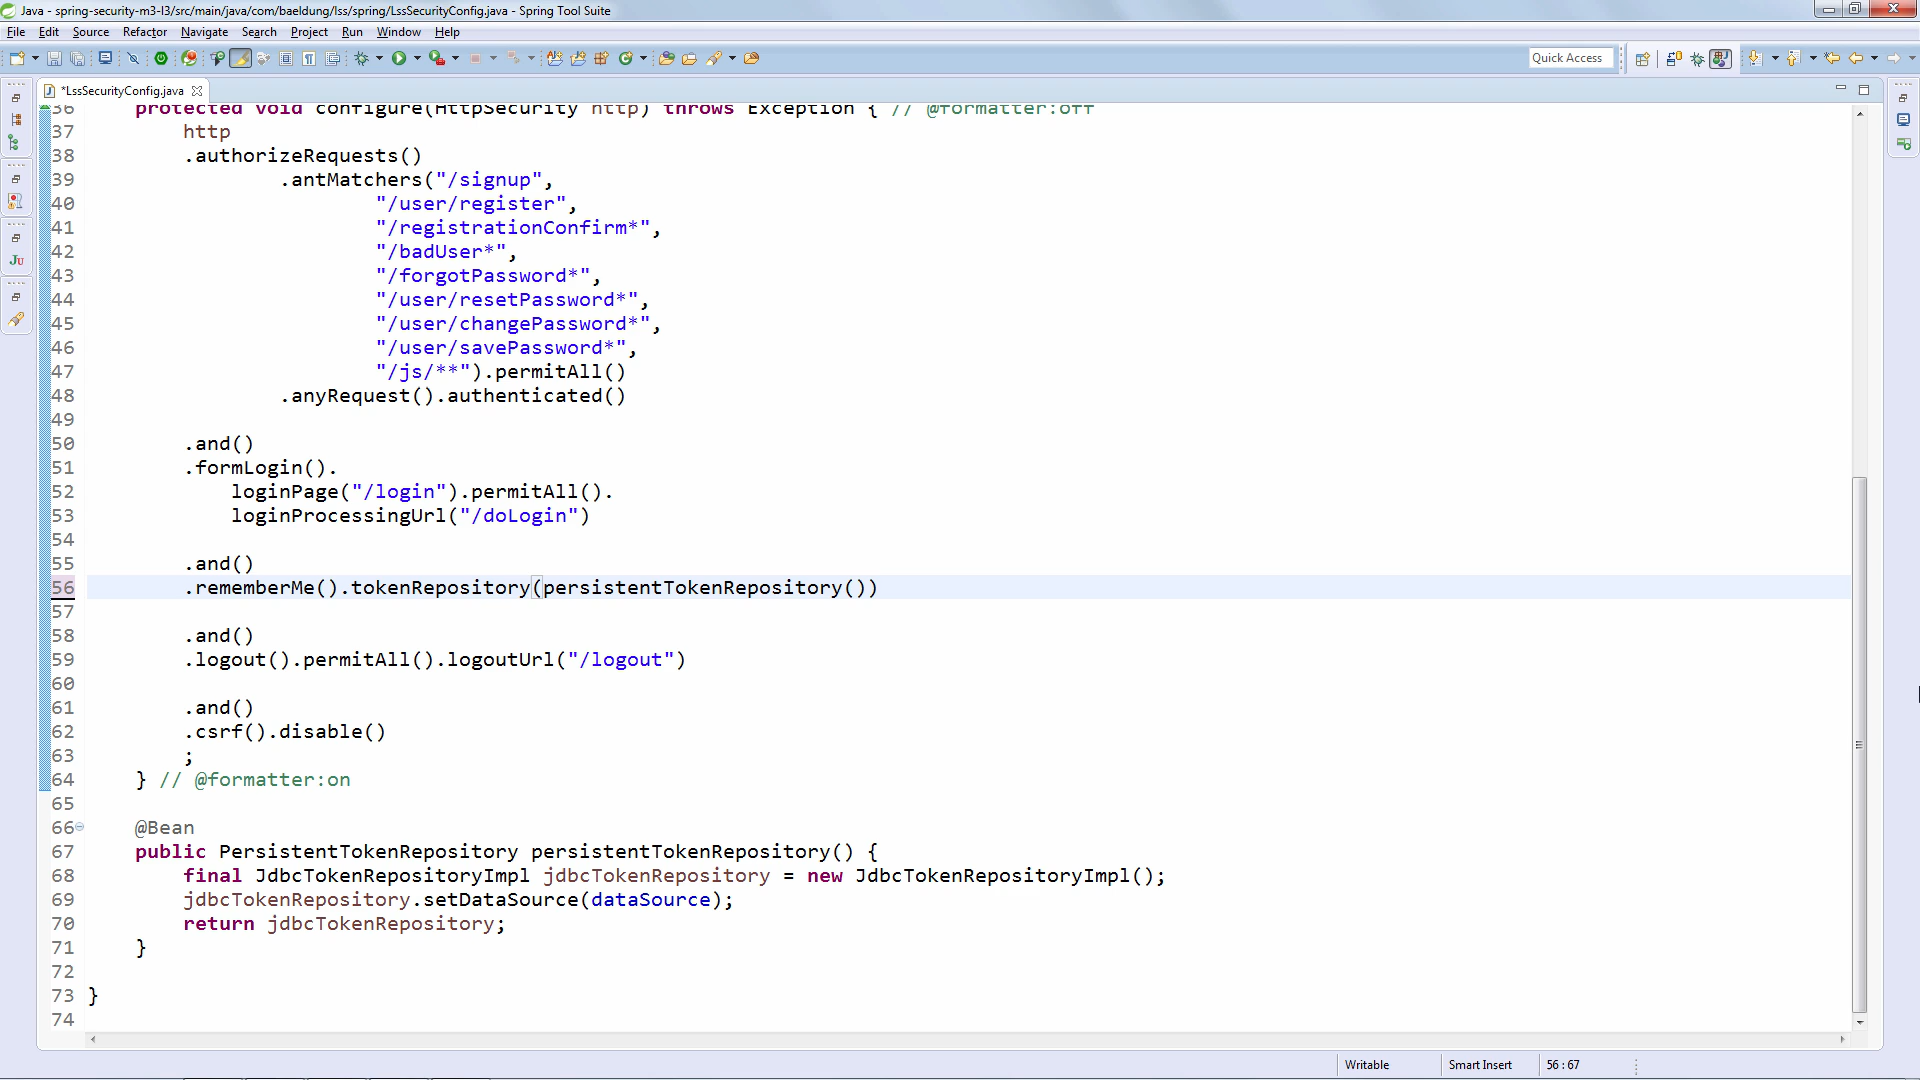 Java - spring-security-m3-l3/src/main/java/com/baeldung/lss/spring/LssSecurityConfig.java - Spring Tool Suite
File Edit Source Refactor Navigate Search Project Run Window Help
Quick Access
*LssSecurityConfig.java
36 protected void configure(HttpSecurity http) throws Exception { // @formatter:off
37 http
38 .authorizeRequests()
39 .antMatchers("/signup",
40 "/user/register",
41 "/registrationConfirm*",
42 "/badUser*",
43 "/forgotPassword*",
44 "/user/resetPassword*",
45 "/user/changePassword*",
46 "/user/savePassword*",
47 "/js/**").permitAll()
48 .anyRequest().authenticated()
49
50 .and()
51 .formLogin().
52 loginPage("/login").permitAll().
53 loginProcessingUrl("/doLogin")
54
55 .and()
56 .rememberMe().tokenRepository(persistentTokenRepository())
57
58 .and()
59 .logout().permitAll().logoutUrl("/logout")
60
61 .and()
62 .csrf().disable()
63 ;
64 } // @formatter:on
65
66 @Bean
67 public PersistentTokenRepository persistentTokenRepository() {
68 final JdbcTokenRepositoryImpl jdbcTokenRepository = new JdbcTokenRepositoryImpl();
69 jdbcTokenRepository.setDataSource(dataSource);
70 return jdbcTokenRepository;
71 }
72
73 }
74
Writable Smart Insert 56 : 67